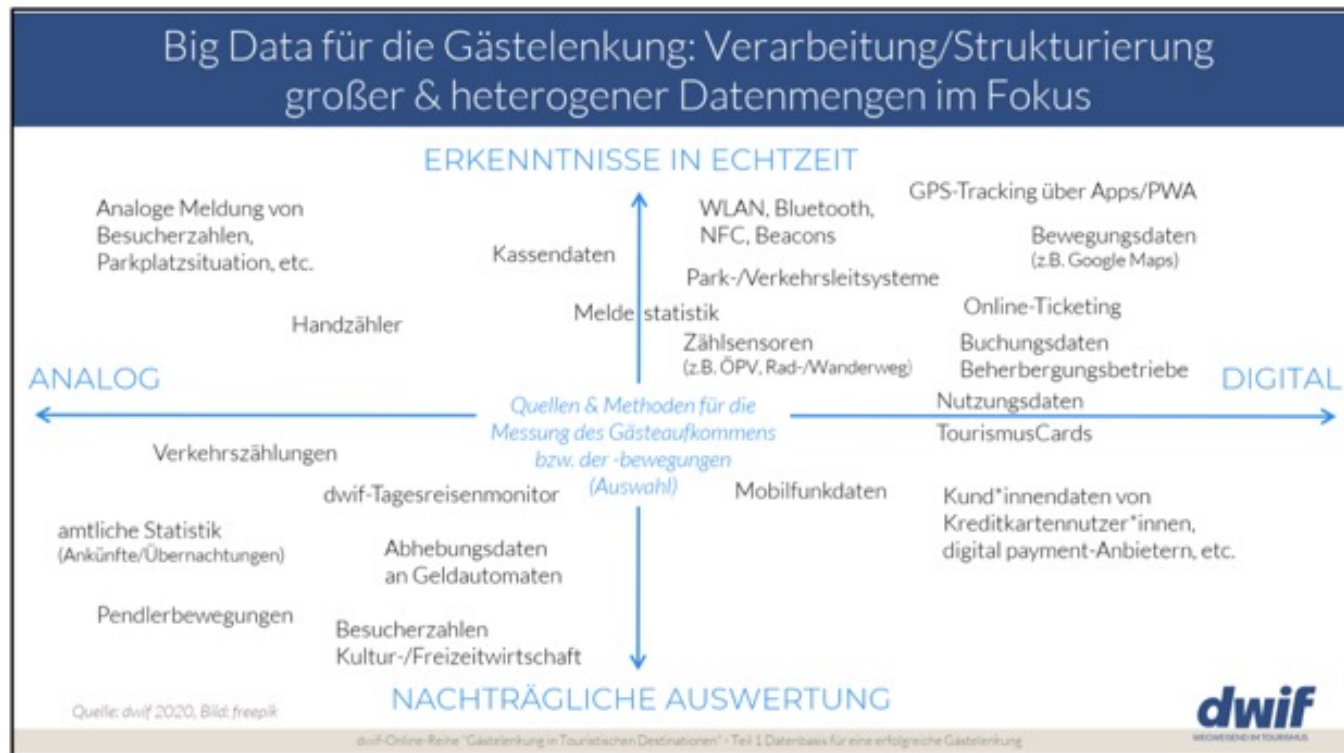 Big Data für die Gästelenkung: Verarbeitung/Strukturierung
großer & heterogener Datenmengen im Fokus
ERKENNTNISSE IN ECHTZEIT
Analoge Meldung von
Besucherzahlen,
Parkplatzsituation, etc.
Handzähler
Kassendaten
Melde statistik
WLAN, Bluetooth,
NFC, Beacons
GPS-Tracking über Apps/PWA
Bewegungsdaten
(z.B. Google Maps)
Park-/Verkehrsleitsysteme
Online-Ticketing
Zählsensoren
(z.B. ÖPV, Rad-/Wanderweg)
Buchungsdaten
Beherbergungsbetriebe
ANALOG
DIGITAL
Quellen & Methoden für die
Messung des Gästeaufkommens
bzw. der -bewegungen
(Auswahl)
Nutzungsdaten
TourismusCards
Verkehrszählungen
dwif-Tagesreisenmonitor
Mobilfunkdaten
amtliche Statistik
(Ankünfte/Übernachtungen)
Abhebungsdaten
an Geldautomaten
Kund*innendaten von
Kreditkartennutzer*innen,
digital payment-Anbietern, etc.
Pendlerbewegungen
Besucherzahlen
Kultur-/Freizeitwirtschaft
NACHTRÄGLICHE AUSWERTUNG
Quelle: dwif 2020, Bild: freepik
dwif
WEGWEISEND IM TOURISMUS
dwif-Online-Reihe "Gästelenkung in Touristischen Destinationen" - Teil 1 Datenbasis für eine erfolgreiche Gästelenkung